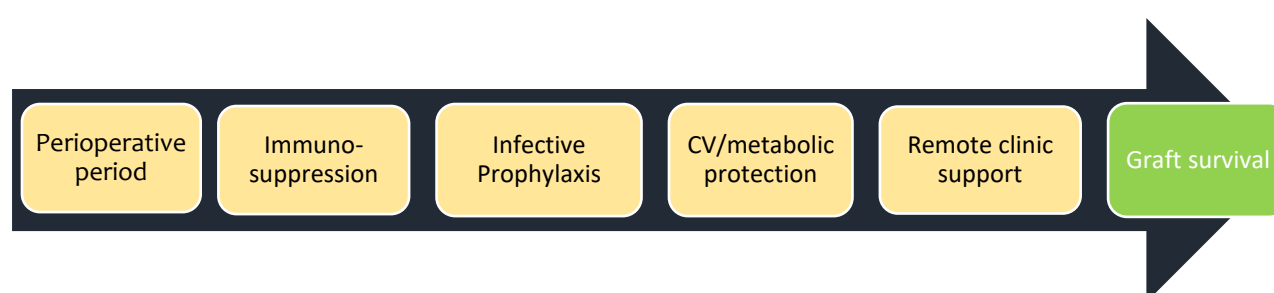 Perioperative
period
Immuno-
suppression
Infective
Prophylaxis
CV/metabolic
protection
Remote clinic
support
Graft survival